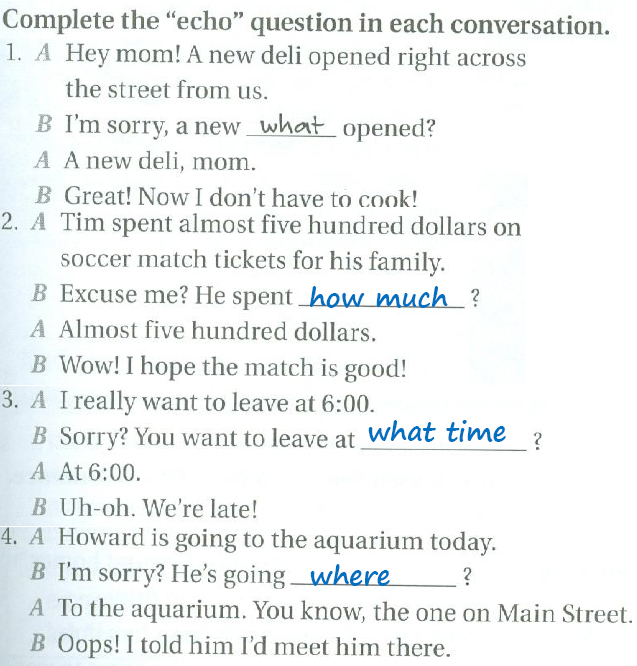 Complete the “echo” question in each conversation.
1. A Hey mom! A new deli opened right across
the street from us.
B I'm sorry, a new what opened?
A A new deli, mom.
B Great! Now I don't have to cook!
2. A Tim spent almost five hundred dollars on
soccer match tickets for his family.
B Excuse me? He spent how much ?
A Almost five hundred dollars.
B Wow! I hope the match is good!
3. A I really want to leave at 6:00.
B Sorry? You want to leave at what time ?
A At 6:00.
B Uh-oh. We're late!
4. A Howard is going to the aquarium today.
B I'm sorry? He's going where ?
A To the aquarium. You know, the one on Main Street.
B Oops! I told him I'd meet him there.